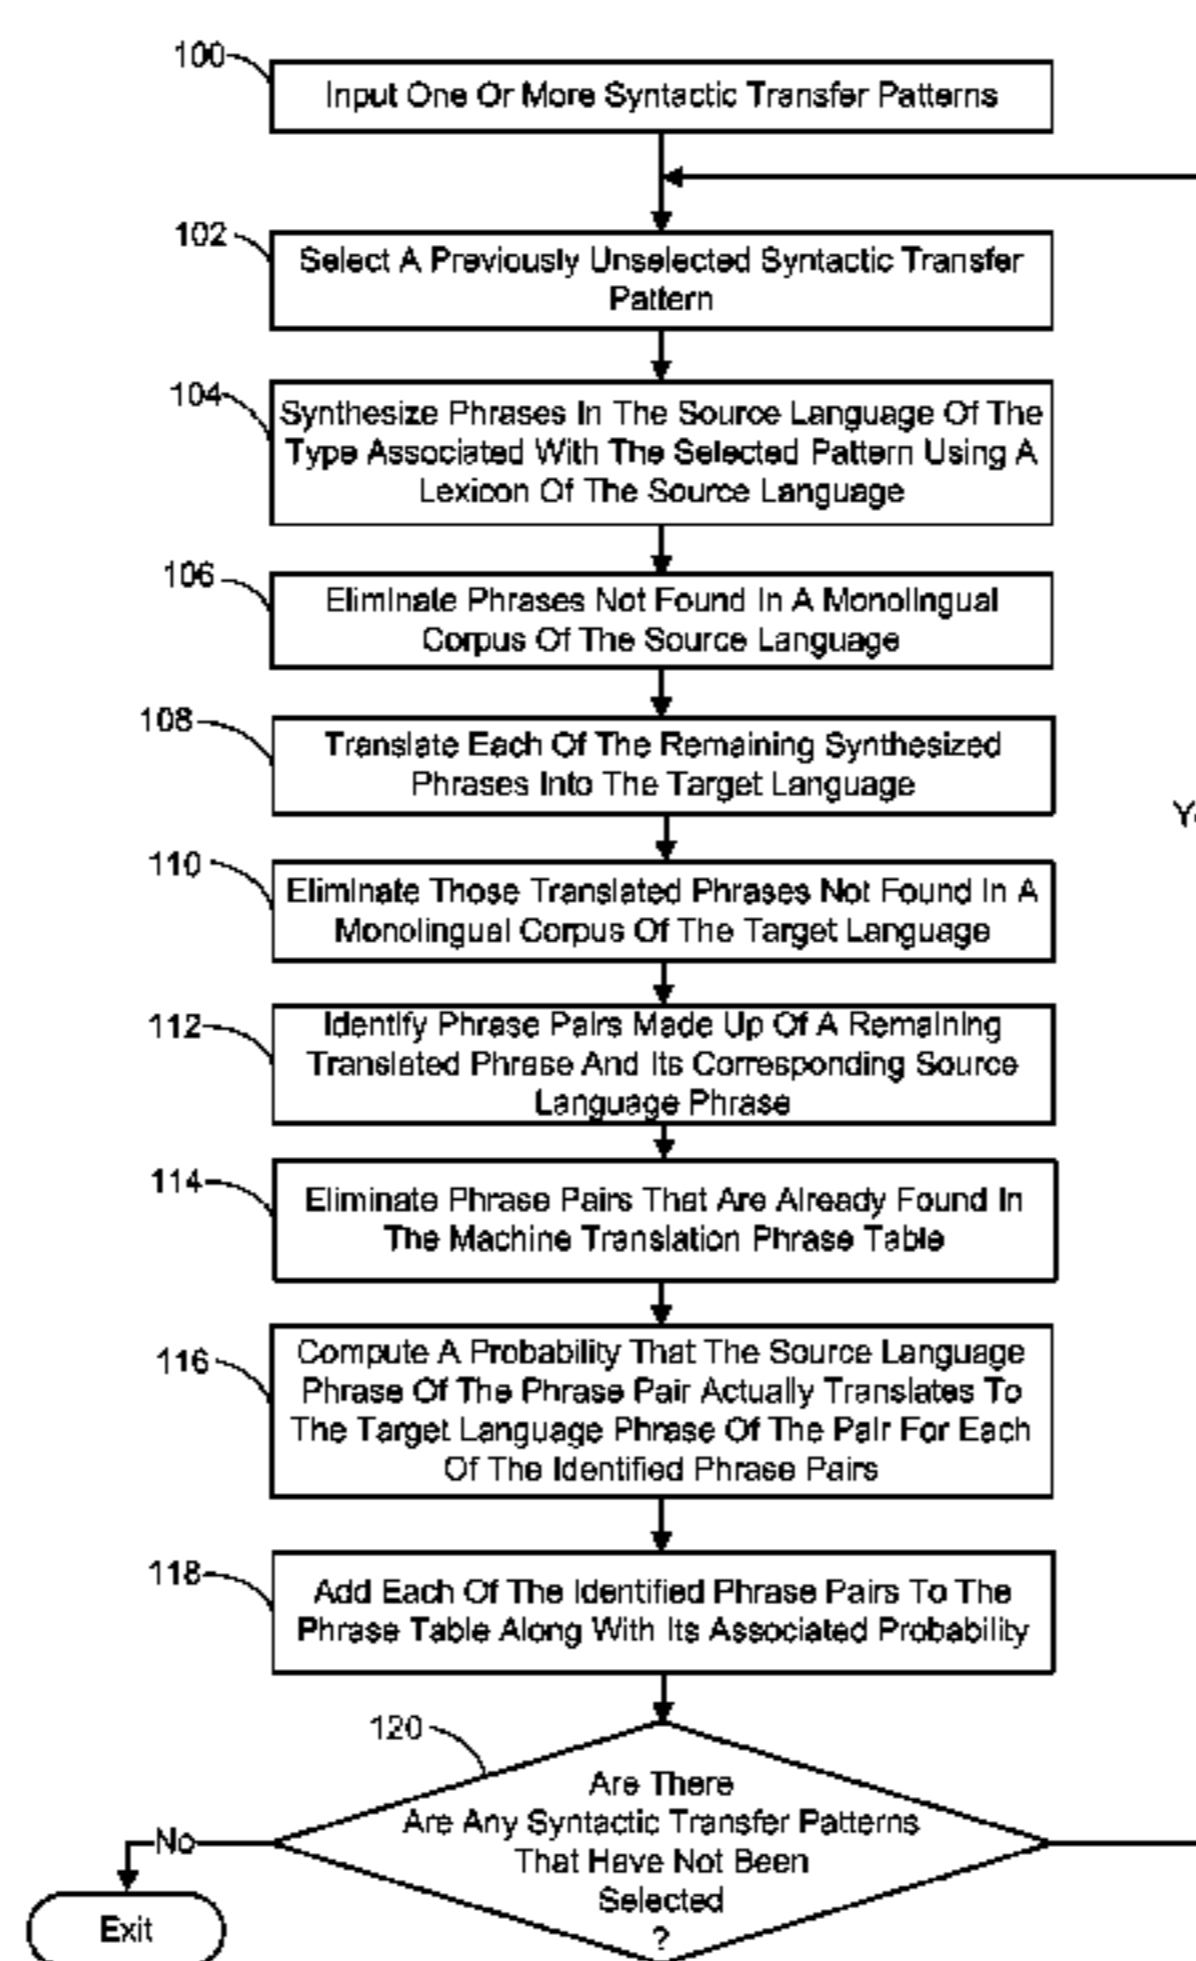 100
Input One Or More Syntactic Transfer Patterns
102
Select A Previously Unselected Syntactic Transfer
Pattern
104
Synthesize Phrases In The Source Language Of The
Type Associated With The Selected Pattern Using A
Lexicon Of The Source Language
106
Eliminate Phrases Not Found In A Monolingual
Corpus Of The Source Language
108
Translate Each Of The Remaining Synthesized
Phrases Into The Target Language
110
Eliminate Those Translated Phrases Not Found In A
Monolingual Corpus Of The Target Language
112
Identify Phrase Pairs Made Up Of A Remaining
Translated Phrase And Its Corresponding Source
Language Phrase
114
Eliminate Phrase Pairs That Are Already Found In
The Machine Translation Phrase Table
116
Compute A Probability That The Source Language
Phrase Of The Phrase Pair Actually Translates To
The Target Language Phrase Of The Pair For Each
Of The Identified Phrase Pairs
118
Add Each Of The Identified Phrase Pairs To The
Phrase Table Along With Its Associated Probability
120
Are There
Are Any Syntactic Transfer Patterns
That Have Not Been
Selected
?
No
Exit